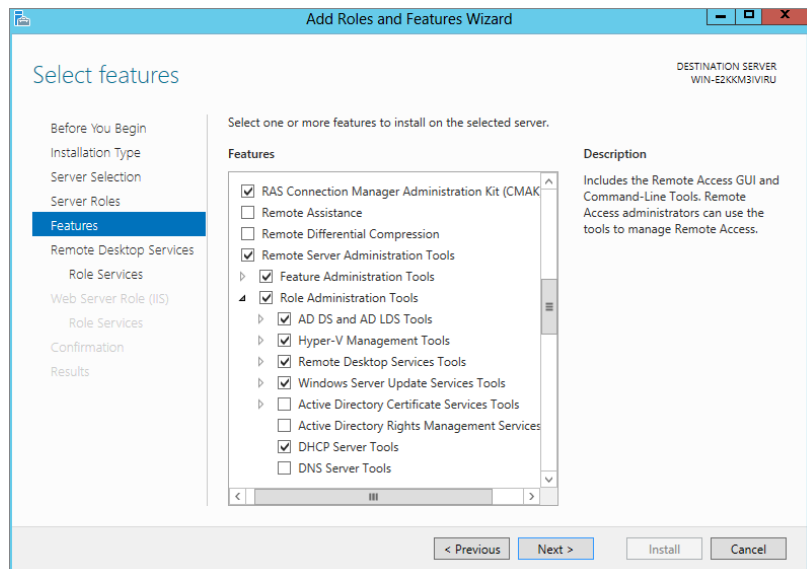 Add Roles and Features Wizard
Select features
DESTINATION SERVER
WIN-E2KKM3IVIRU
Before You Begin
Installation Type
Server Selection
Server Roles
Features
Remote Desktop Services
Role Services
Web Server Role (IIS)
Role Services
Confirmation
Results
Select one or more features to install on the selected server.
Features
RAS Connection Manager Administration Kit (CMAK
Remote Assistance
Remote Differential Compression
Remote Server Administration Tools
Feature Administration Tools
Role Administration Tools
AD DS and AD LDS Tools
Hyper-V Management Tools
Remote Desktop Services Tools
Windows Server Update Services Tools
Active Directory Certificate Services Tools
Active Directory Rights Management Services
DHCP Server Tools
DNS Server Tools
Description
Includes the Remote Access GUI and
Command-Line Tools. Remote
Access administrators can use the
tools to manage Remote Access.
< Previous
Next >
Install
Cancel